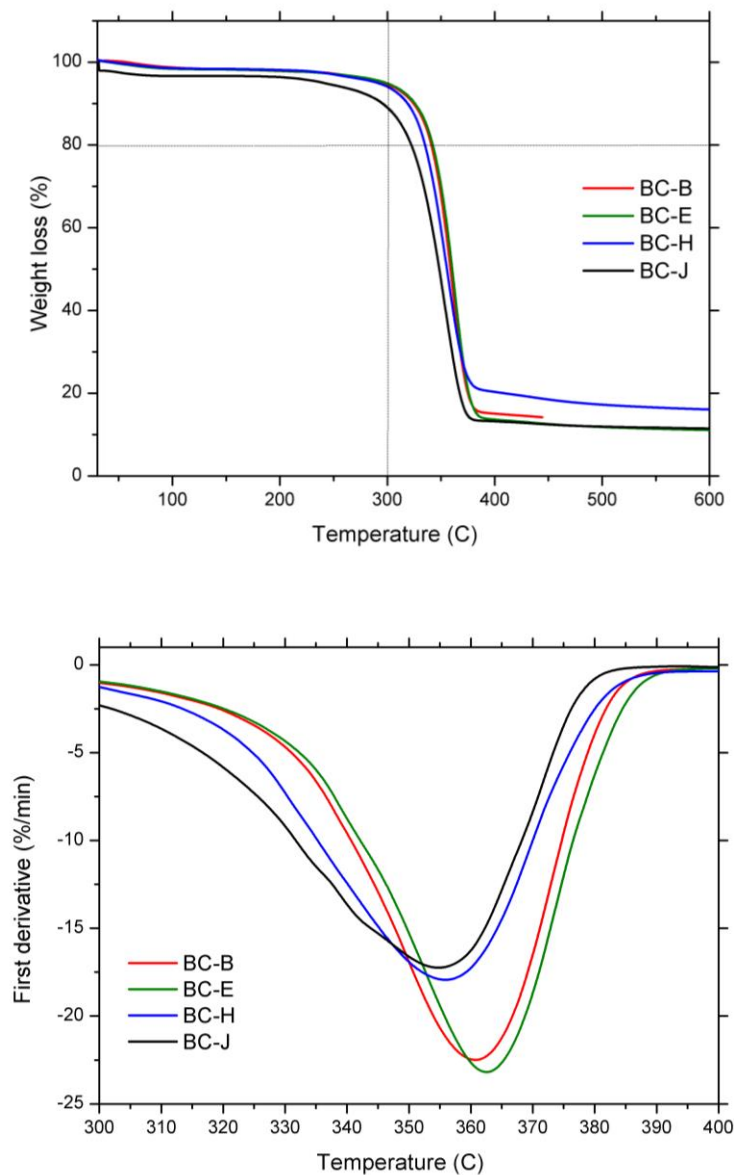 100
80
60
40
20
0
Weight loss (%)
BC-B
BC-E
BC-H
BC-J
100 200 300 400 500 600
Temperature (C)
0
-5
-10
-15
-20
-25
First derivative (%/min)
BC-B
BC-E
BC-H
BC-J
300 310 320 330 340 350 360 370 380 390 400
Temperature (C)